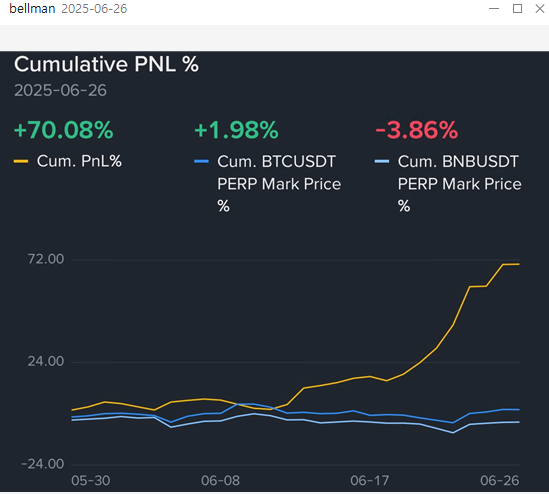 bellman 2025-06-26
Cumulative PNL %
2025-06-26
+70.08% +1.98% -3.86%
Cum. PnL% Cum. BTCUSDT Cum. BNBUSDT
PERP Mark Price PERP Mark Price
% %
72.00
24.00
-24.00
05-30 06-08 06-17 06-26